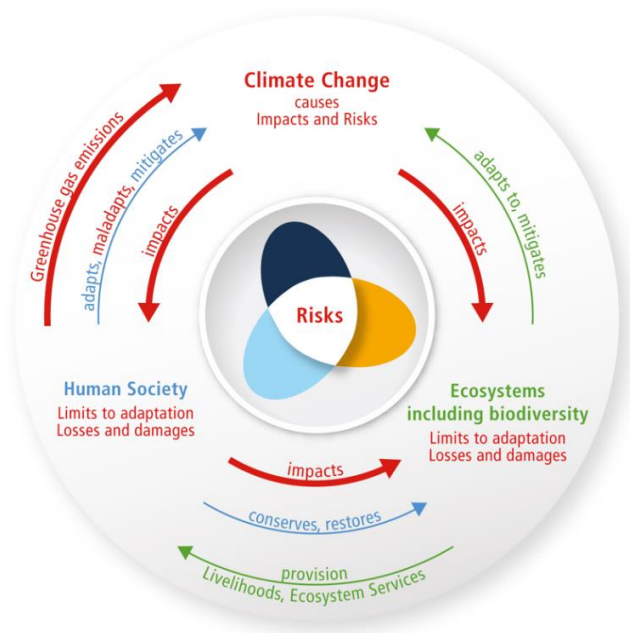 Climate Change
causes
Impacts and Risks
Greenhouse gas emissions
adapts, maladapts, mitigates
impacts
impacts
adapts to, mitigates
Risks
Human Society
Limits to adaptation
Losses and damages
Ecosystems
including biodiversity
Limits to adaptation
Losses and damages
impacts
conserves, restores
provision
Livelihoods, Ecosystem Services